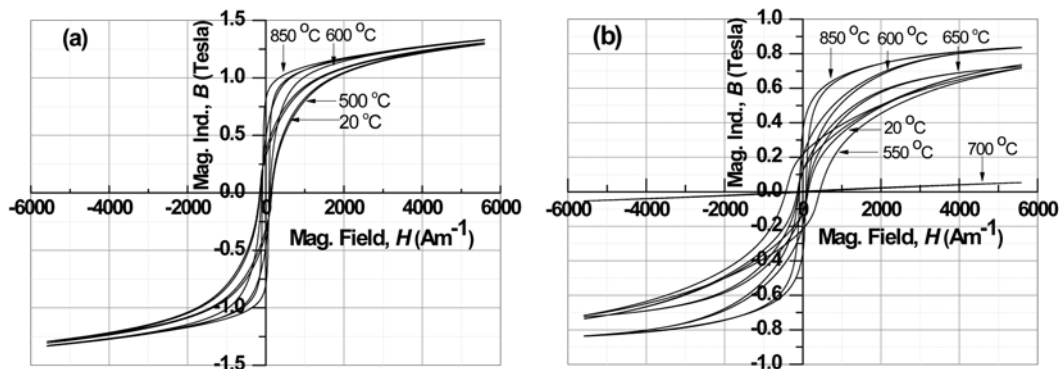 (a)
Mag. Ind., B (Tesla)
1.5
1.0
0.5
0.0
-0.5
-1.0
-1.5
850 °C 600 °C
500 °C
20 °C
-6000 -4000 -2000 0 2000 4000 6000
Mag. Field, H (Am-1)
(b)
Mag. Ind., B (Tesla)
1.0
0.8
0.6
0.4
0.2
0.0
-0.2
-0.4
-0.6
-0.8
-1.0
850 °C 600 °C 650 °C
20 °C
550 °C
700 °C
-6000 -4000 -2000 0 2000 4000 6000
Mag. Field, H (Am-1)